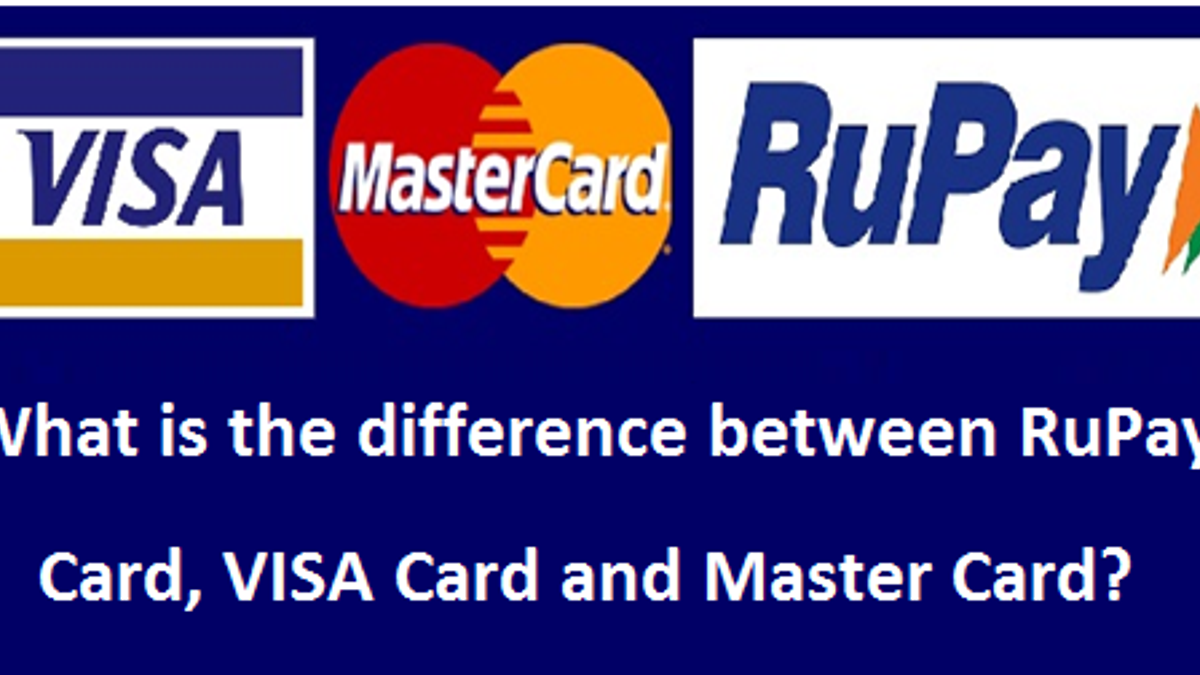 VISA
MasterCard
RuPay
What is the difference between RuPay
Card, VISA Card and Master Card?